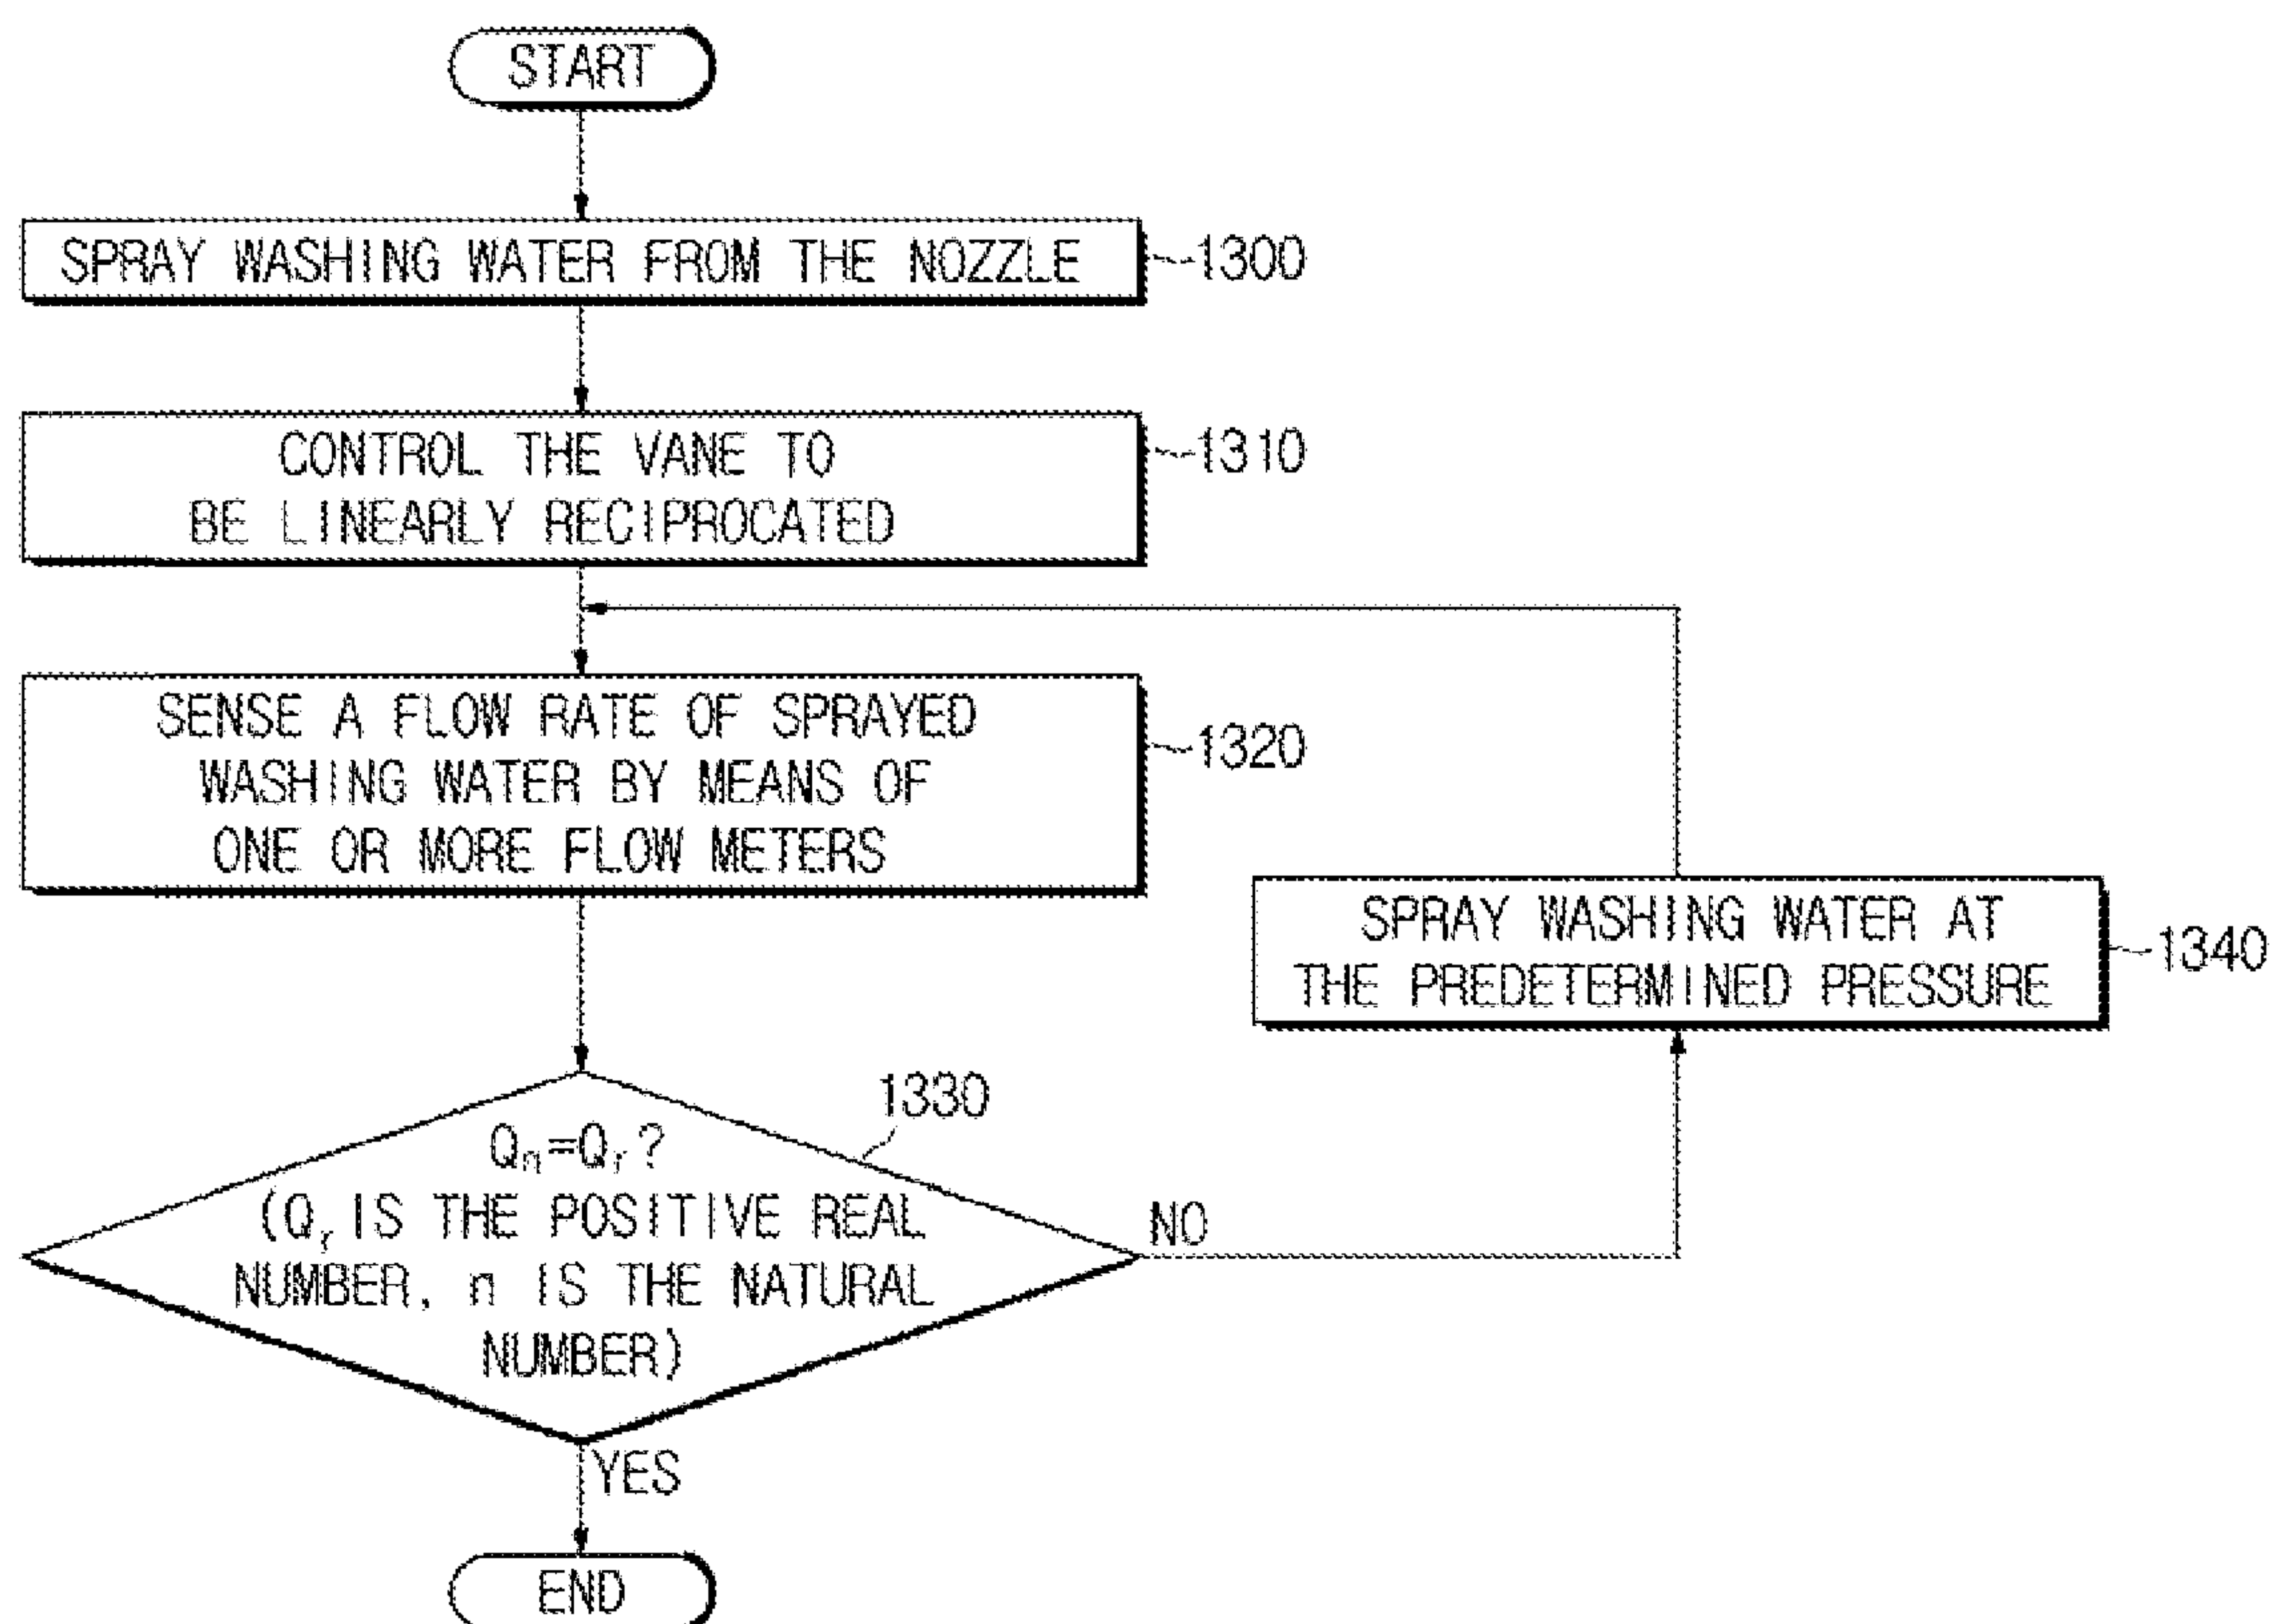 START
SPRAY WASHING WATER FROM THE NOZZLE
1300
CONTROL THE VANE TO
BE LINEARLY RECIPROCATED
1310
SENSE A FLOW RATE OF SPRAYED
WASHING WATER BY MEANS OF
ONE OR MORE FLOW METERS
1320
SPRAY WASHING WATER AT
THE PREDETERMINED PRESSURE
1340
1330
Qn=Qr?
(Qr IS THE POSITIVE REAL
NUMBER, n IS THE NATURAL
NUMBER)
NO
YES
END